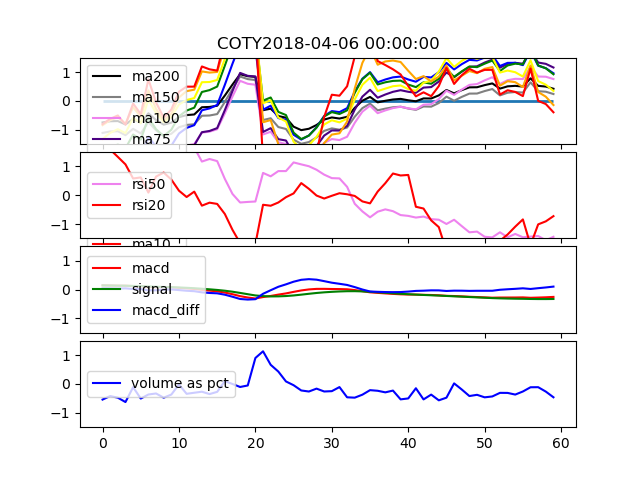 COTY2018-04-06 00:00:00
1
0
−1
ma200
ma150
ma100
ma75
1
0
−1
rsi50
rsi20
ma10
1
0
−1
macd
signal
macd_diff
1
0
−1
volume as pct
0 10 20 30 40 50 60